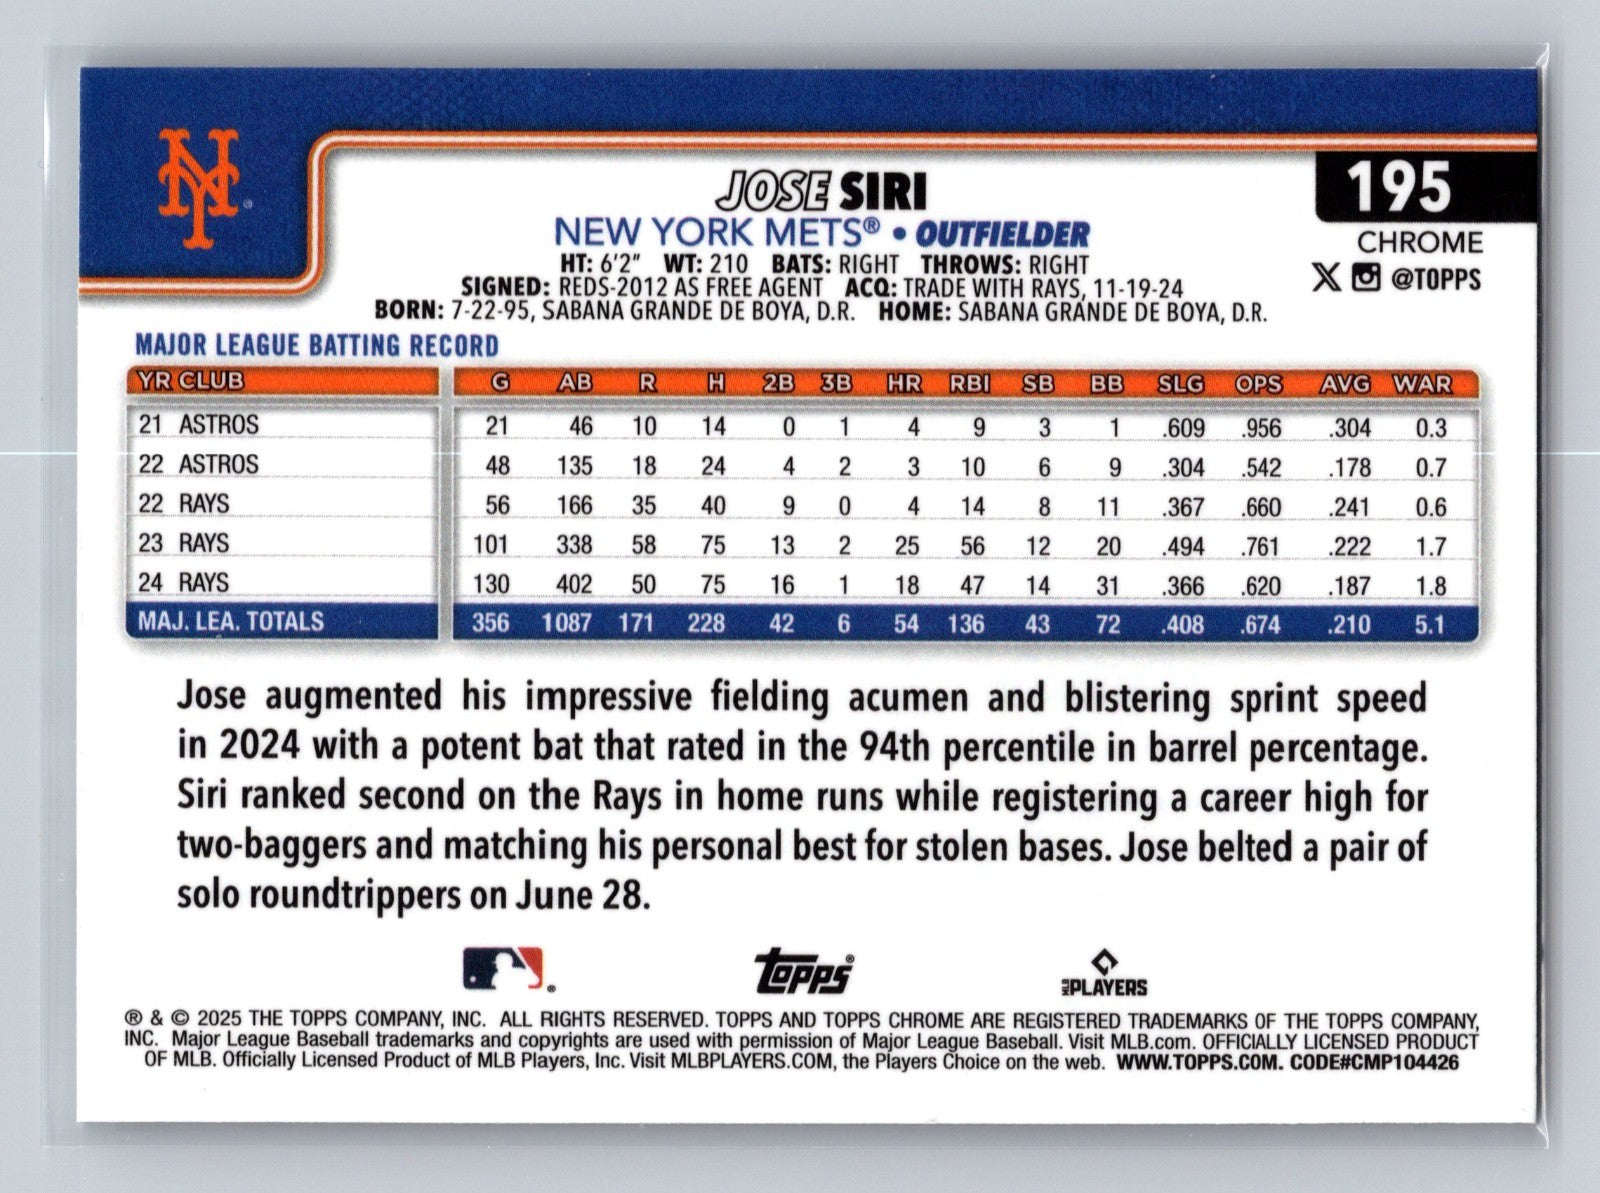 NY
JOSE SIRI
195
NEW YORK METS® • OUTFIELDER
CHROME
HT: 6'2" WT: 210 BATS: RIGHT THROWS: RIGHT
X @TOPPS
SIGNED: REDS-2012 AS FREE AGENT ACQ: TRADE WITH RAYS, 11-19-24
BORN: 7-22-95, SABANA GRANDE DE BOYA, D.R. HOME: SABANA GRANDE DE BOYA, D.R.
MAJOR LEAGUE BATTING RECORD
YR CLUB G AB R H 2B 3B HR RBI SB BB SLG OPS AVG WAR
21 ASTROS 21 46 10 14 0 1 4 9 3 1 .609 .956 .304 0.3
22 ASTROS 48 135 18 24 4 2 3 10 6 9 .304 .542 .178 0.7
22 RAYS 56 166 35 40 9 0 4 14 8 11 .367 .660 .241 0.6
23 RAYS 101 338 58 75 13 2 25 56 12 20 .494 .761 .222 1.7
24 RAYS 130 402 50 75 16 1 18 47 14 31 .366 .620 .187 1.8
MAJ. LEA. TOTALS 356 1087 171 228 42 6 54 136 43 72 .408 .674 .210 5.1
Jose augmented his impressive fielding acumen and blistering sprint speed
in 2024 with a potent bat that rated in the 94th percentile in barrel percentage.
Siri ranked second on the Rays in home runs while registering a career high for
two-baggers and matching his personal best for stolen bases. Jose belted a pair of
solo roundtrippers on June 28.
Topps®
MLB PLAYERS
® & © 2025 THE TOPPS COMPANY, INC. ALL RIGHTS RESERVED. TOPPS AND TOPPS CHROME ARE REGISTERED TRADEMARKS OF THE TOPPS COMPANY,
INC. Major League Baseball trademarks and copyrights are used with permission of Major League Baseball. Visit MLB.com. OFFICIALLY LICENSED PRODUCT
OF MLB. Officially Licensed Product of MLB Players, Inc. Visit MLBPLAYERS.COM, the Players Choice on the web. WWW.TOPPS.COM. CODE#CMP104426